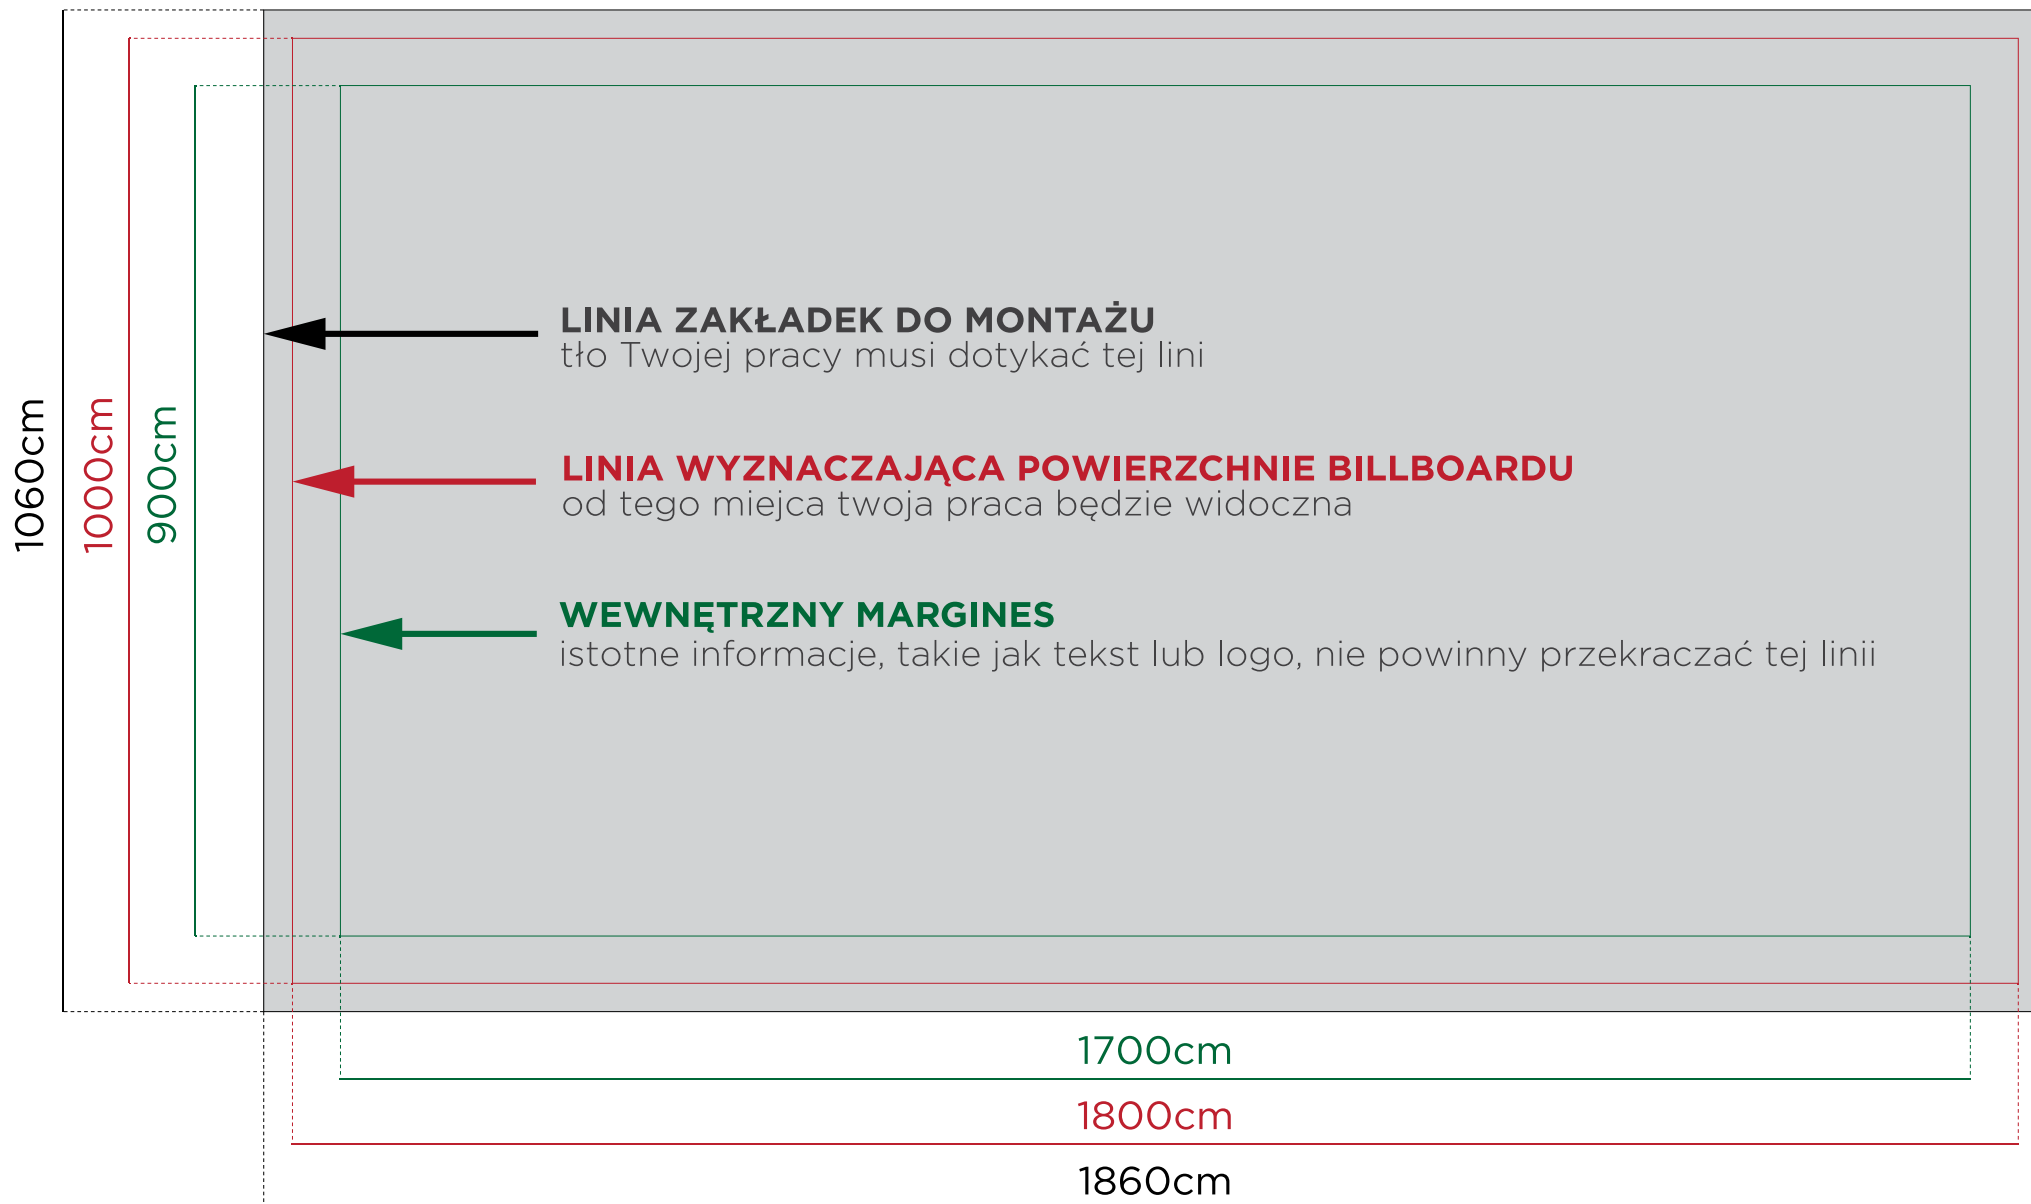 LINIA ZAKŁADEK DO MONTAŻU
tło Twojej pracy musi dotykać tej lini
LINIA WYZNACZAJĄCA POWIERZCHNIE BILLBOARDU
od tego miejca twoja praca będzie widoczna
WEWNĘTRZNY MARGINES
istotne informacje, takie jak tekst lub logo, nie powinny przekraczać tej linii
1060cm
1000cm
900cm
1700cm
1800cm
1860cm